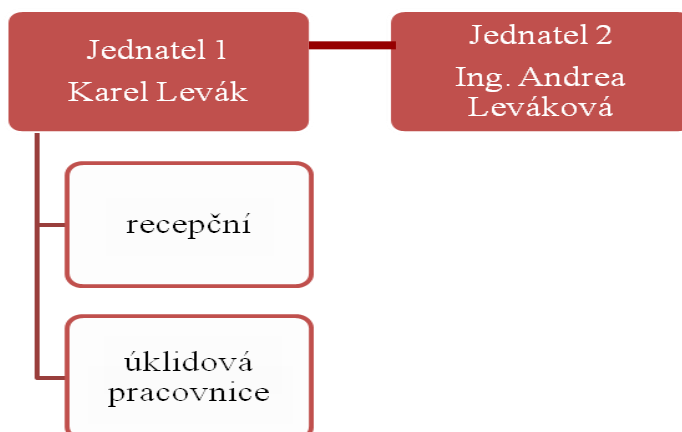 Jednatel 1
Karel Levák
Jednatel 2
Ing. Andrea
Leváková
recepční
úklidová
pracovnice